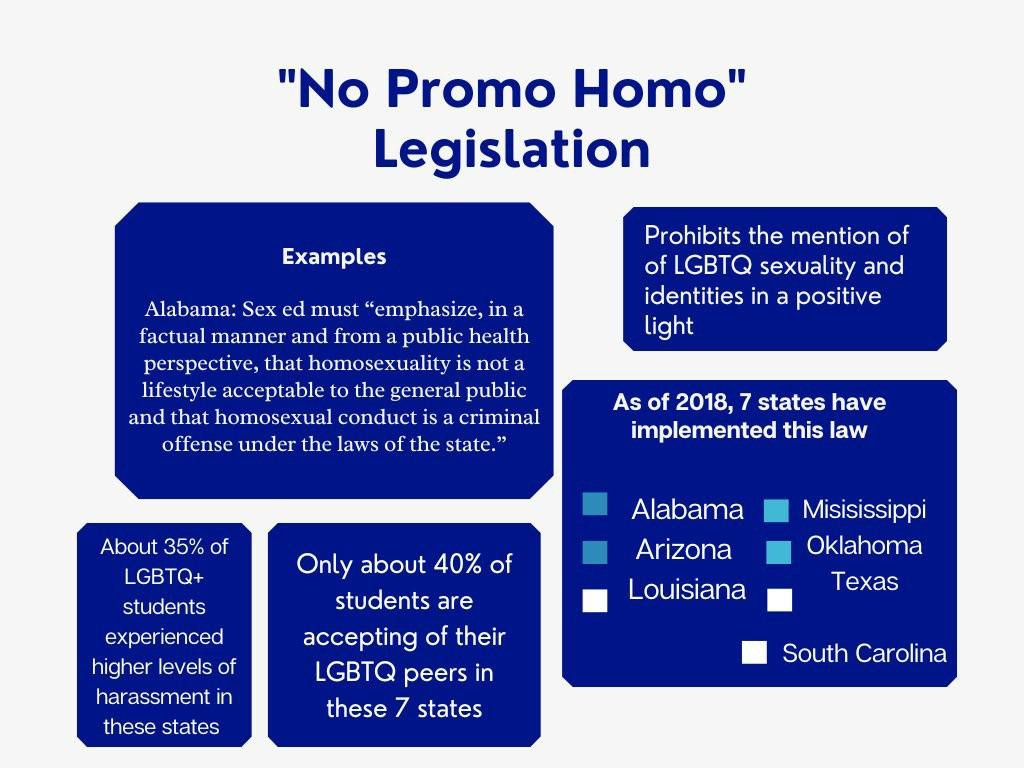 "No Promo Homo"
Legislation
Examples
Alabama: Sex ed must “emphasize, in a
factual manner and from a public health
perspective, that homosexuality is not a
lifestyle acceptable to the general public
and that homosexual conduct is a criminal
offense under the laws of the state.”
Prohibits the mention of
of LGBTQ sexuality and
identities in a positive
light
As of 2018, 7 states have
implemented this law
Alabama
Arizona
Louisiana
Misisissippi
Oklahoma
Texas
South Carolina
About 35% of
LGBTQ+
students
experienced
higher levels of
harassment in
these states
Only about 40% of
students are
accepting of their
LGBTQ peers in
these 7 states